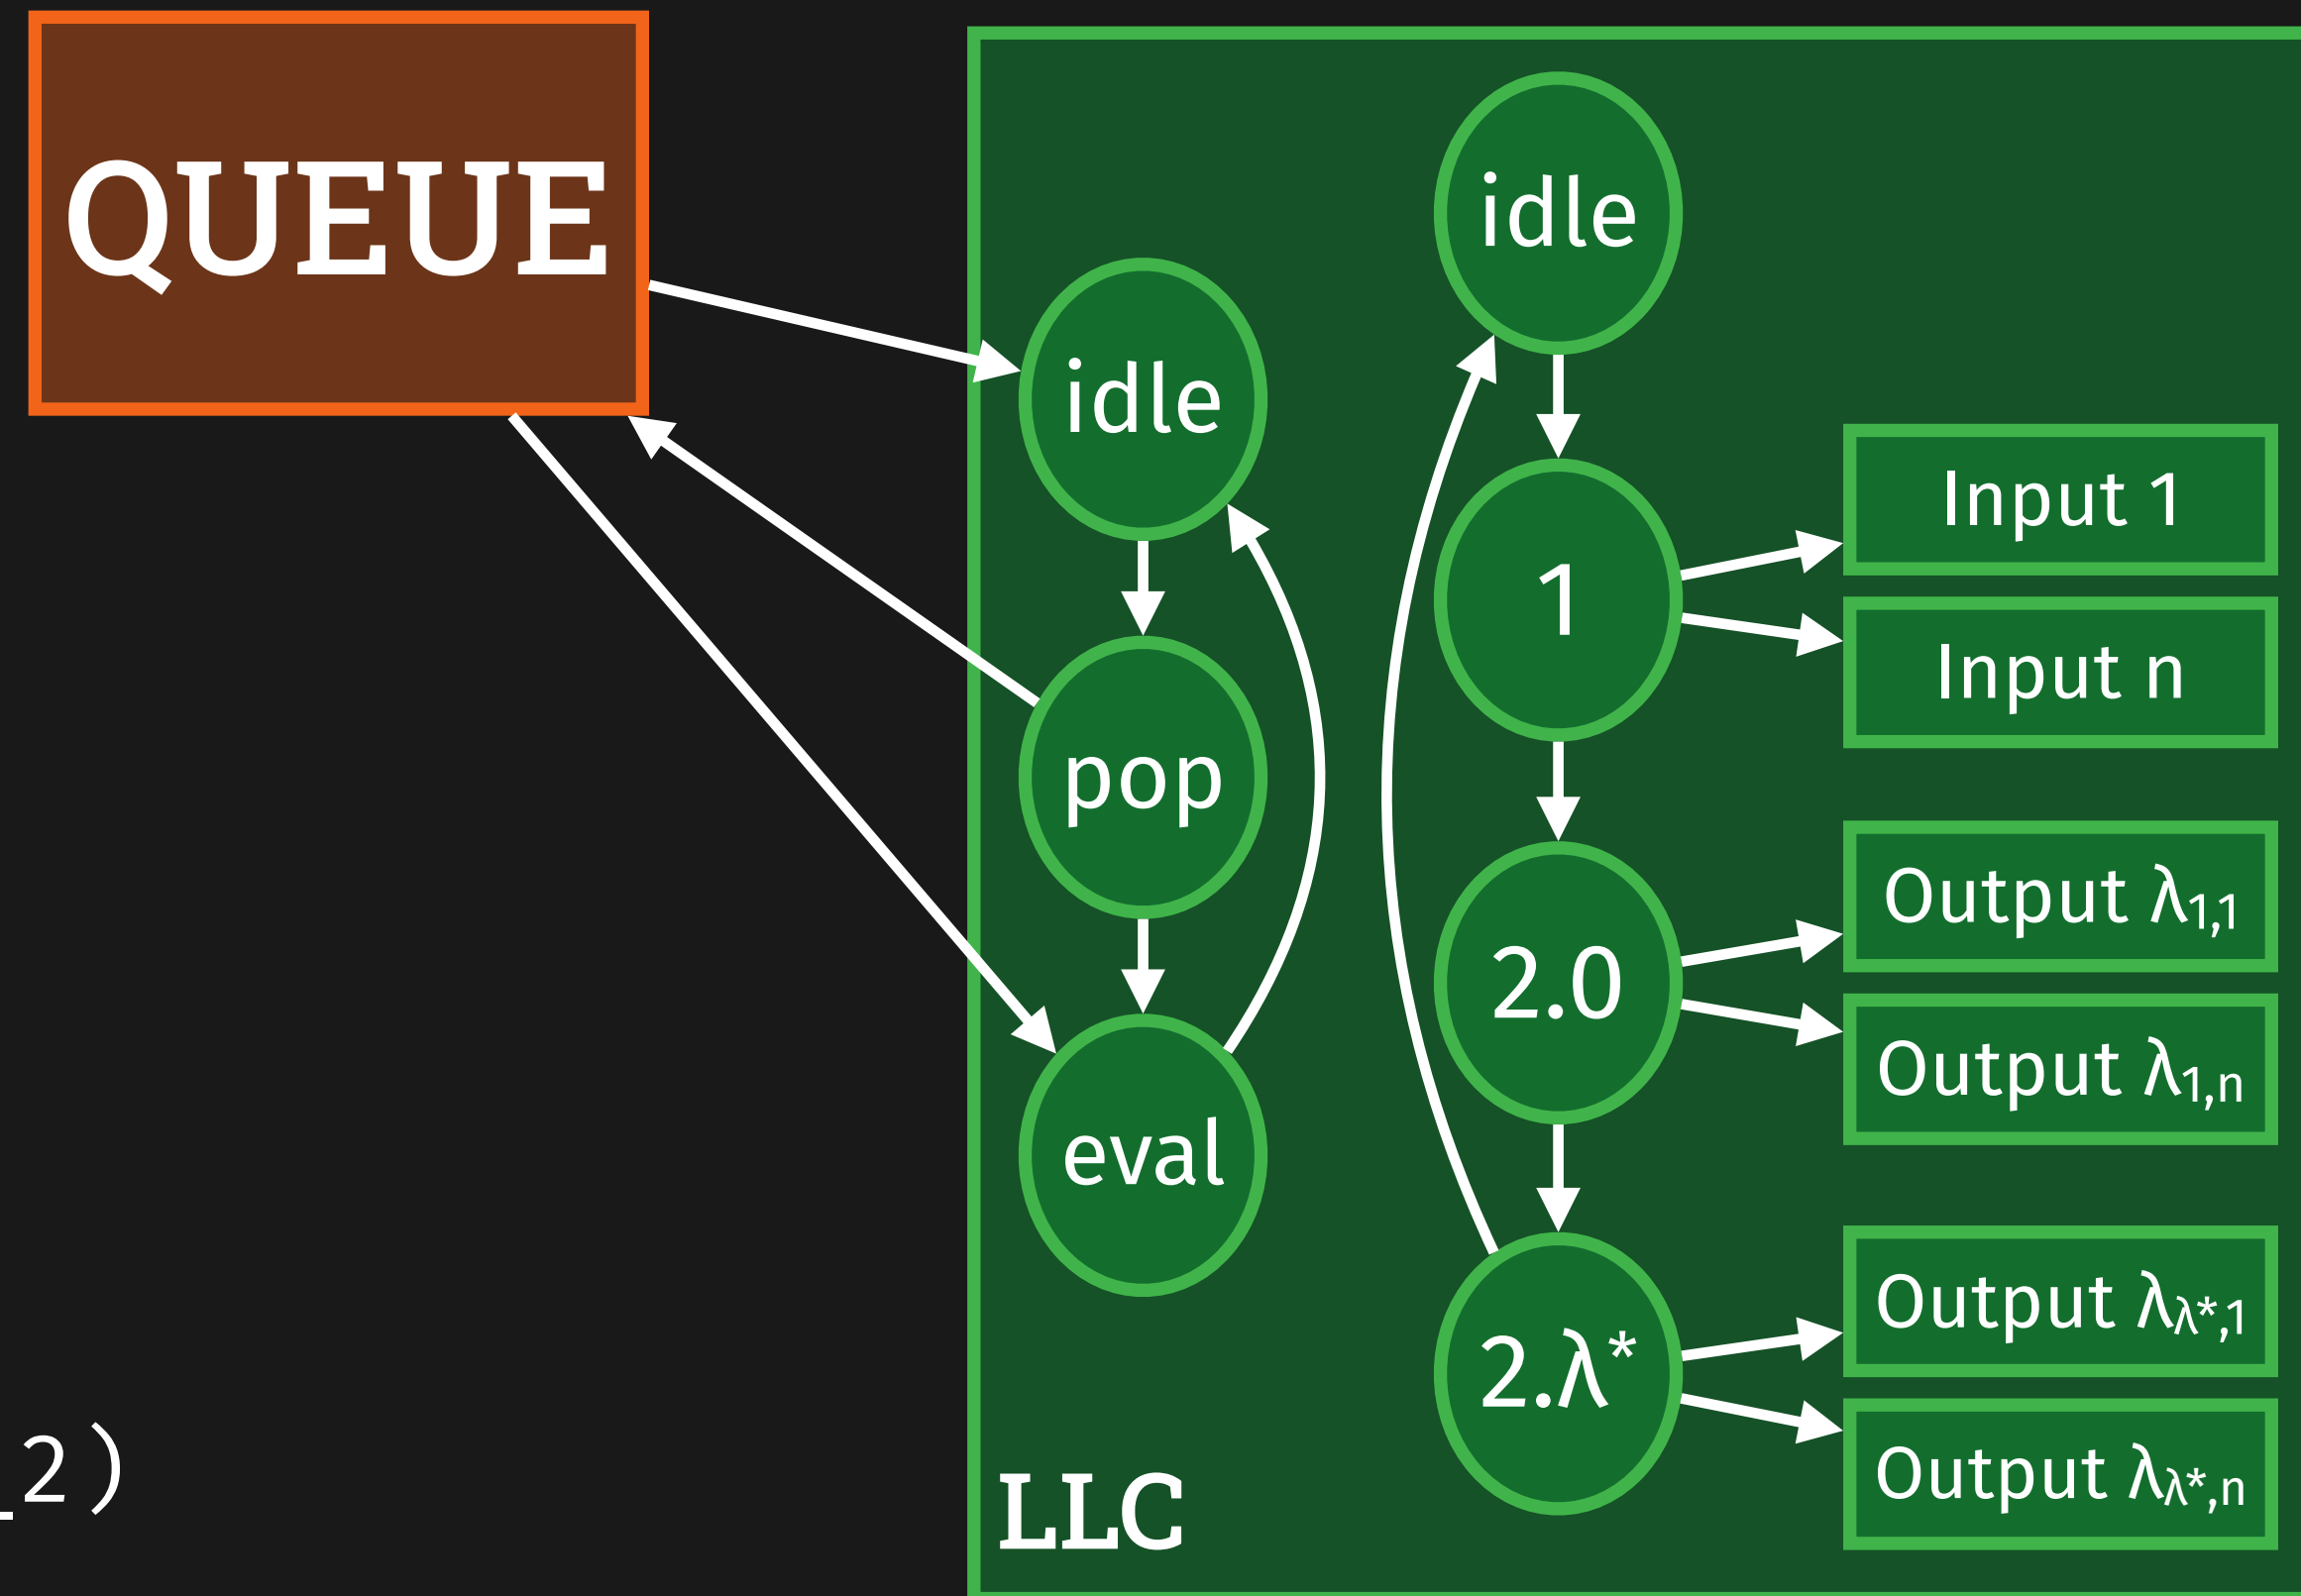 QUEUE
idle
pop
eval
idle
1
2.0
2.λ*
Input 1
Input n
Output λ1,1
Output λ1,n
Output λλ*,1
Output λλ*,n
LLC
_2)